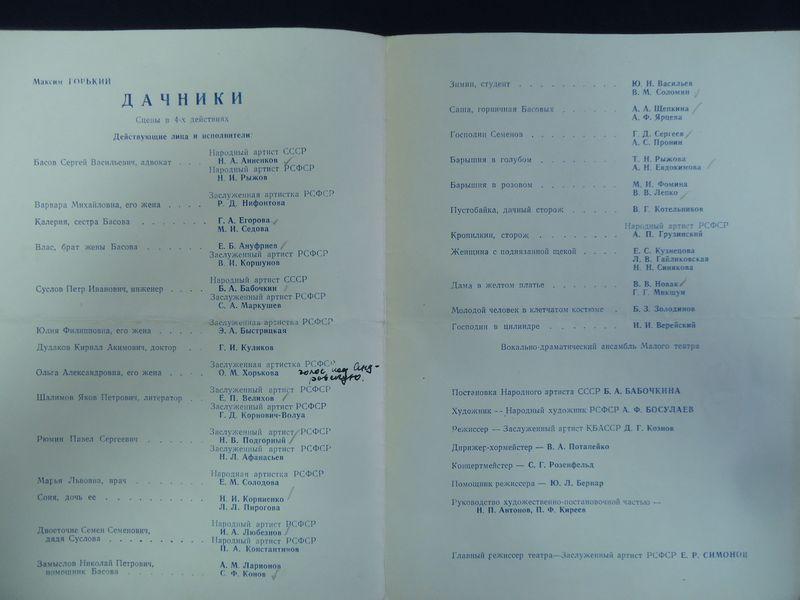 Максим ГОРЬКИЙ
ДАЧНИКИ
Сцены в 4-х действиях
Действующие лица и исполнители:
Народный артист СССР
Басов Сергей Васильевич, адвокат . . . Н. А. Анненков
Народный артист РСФСР
Н. И. Рыжов
Заслуженная артистка РСФСР
Варвара Михайловна, его жена . . . . Р. Д. Нифонтова
Калерия, сестра Басова . . . . . . . Г. А. Егорова
М. И. Седова
Влас, брат жены Басова . . . . . . Е. Б. Ануфриев
Заслуженный артист РСФСР
В. И. Коршунов
Народный артист СССР
Суслов Петр Иванович, инженер . . . . Б. А. Бабочкин
Заслуженный артист РСФСР
С. А. Маркушев
Заслуженная артистка РСФСР
Юлия Филипповна, его жена . . . . . Э. А. Быстрицкая
Дудаков Кирилл Акимович, доктор . . Г. И. Куликов
Заслуженная артистка РСФСР
Ольга Александровна, его жена . . . . О. М. Хорькова
голос под
Заслуженный артист РСФСР
Шалимов Яков Петрович, литератор . . Е. П. Велихов
Заслуженный артист РСФСР
Г. Д. Корнович-Волуа
Заслуженный артист РСФСР
Рюмин Павел Сергеевич . . . . . . Н. В. Подгорный
Заслуженный артист РСФСР
Н. Л. Афанасьев
Народная артистка РСФСР
Марья Львовна, врач . . . . . . . Е. М. Солодова
Соня, дочь ее . . . . . . . . . . Н. И. Корниенко
Л. Л. Пирогова
Народный артист РСФСР
Двоеточие Семен Семенович, И. А. Любезнов
дядя Суслова . . . . . . . . . . Народный артист РСФСР
П. А. Константинов
Замыслов Николай Петрович, А. М. Ларионов
помощник Басова . . . . . . . . С. Ф. Конов
Зимин, студент . . . . . . . . . . Ю. Н. Васильев
В. М. Соломин
Саша, горничная Басовых . . . . . . А. А. Щепкина
А. Ф. Ярцева
Господин Семенов . . . . . . . . . Г. Д. Сергеев
А. С. Пронин
Барышня в голубом . . . . . . . . Т. Н. Рыжова
А. Н. Евдокимова
Барышня в розовом . . . . . . . . М. И. Фомина
В. В. Лепко
Пустобайка, дачный сторож . . . . . В. Г. Котельников
Народный артист РСФСР
Кропилкин, сторож . . . . . . . . А. П. Грузинский
Женщина с подвязанной щекой . . . . Е. С. Кузнецова
Л. В. Гайликовская
Н. Н. Синякова
Дама в желтом платье . . . . . . . В. В. Новак
Г. Г. Микшун
Молодой человек в клетчатом костюме . Б. З. Золодинов
Господин в цилиндре . . . . . . . Н. И. Верейский
Вокально-драматический ансамбль Малого театра
Постановка Народного артиста СССР Б. А. БАБОЧКИНА
Художник — Народный художник РСФСР А. Ф. БОСУЛАЕВ
Режиссер — Заслуженный артист КБАССР Д. Г. Кознов
Дирижер-хормейстер — В. А. Потапейко
Концертмейстер — С. Г. Розенфельд
Помощник режиссера — Ю. Л. Бернар
Руководство художественно-постановочной частью —
Н. П. Антонов, П. Ф. Киреев
Главный режиссер театра—Заслуженный артист РСФСР Е. Р. СИМОНОВ